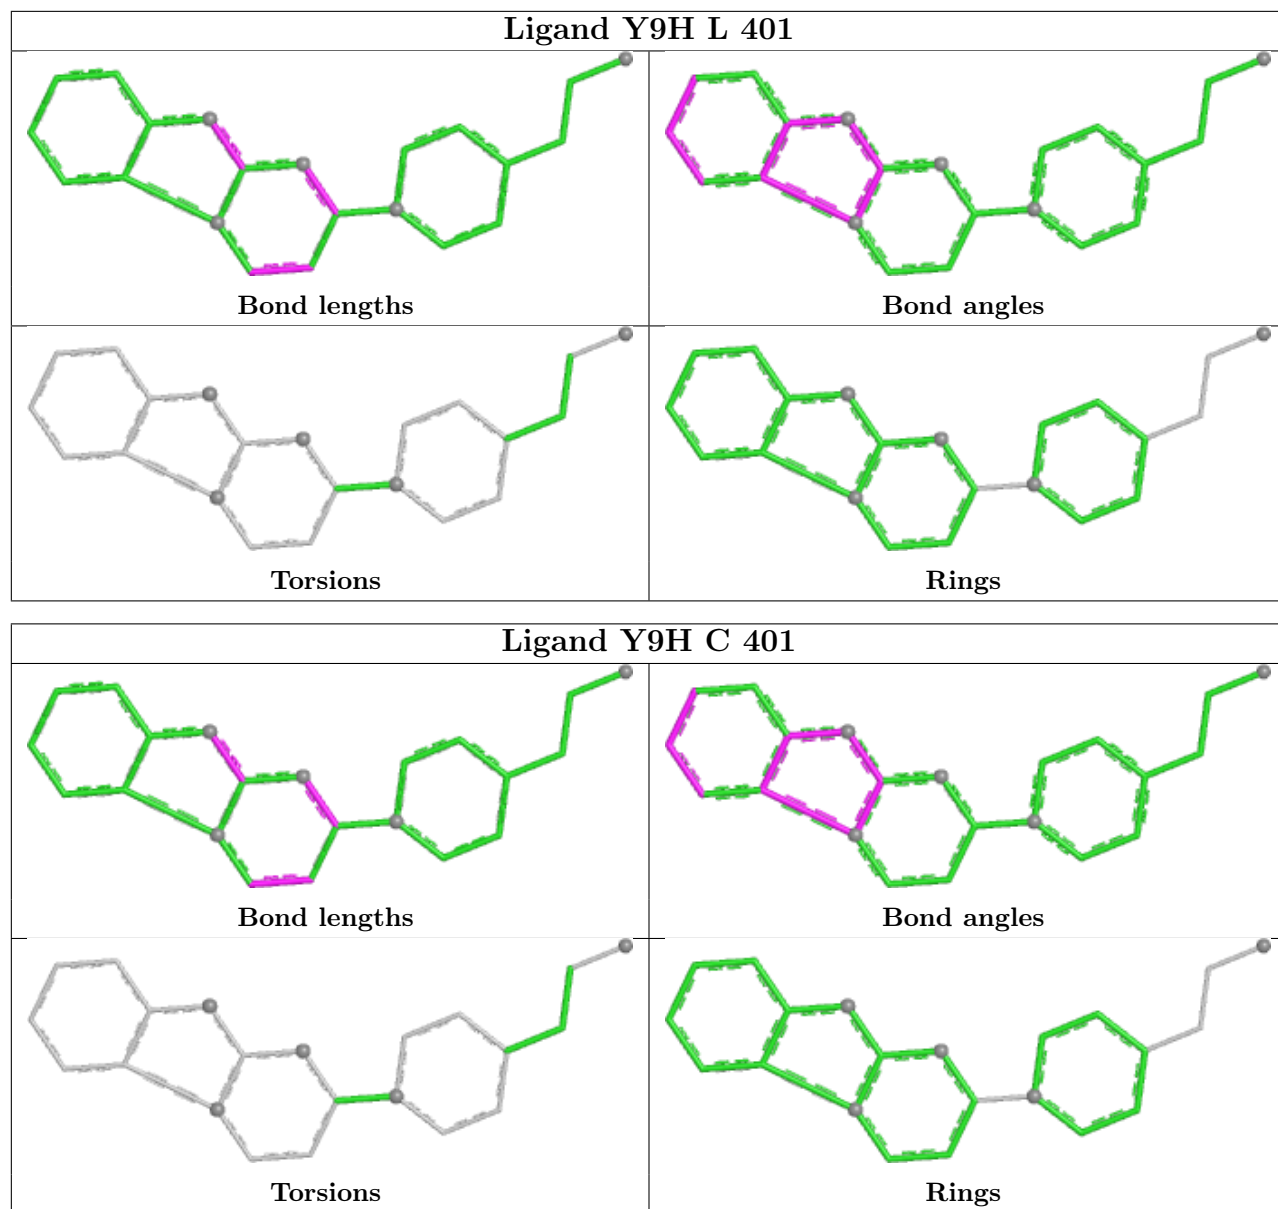 Ligand Y9H L 401
Bond lengths
Bond angles
Torsions
Rings
Ligand Y9H C 401
Bond lengths
Bond angles
Torsions
Rings